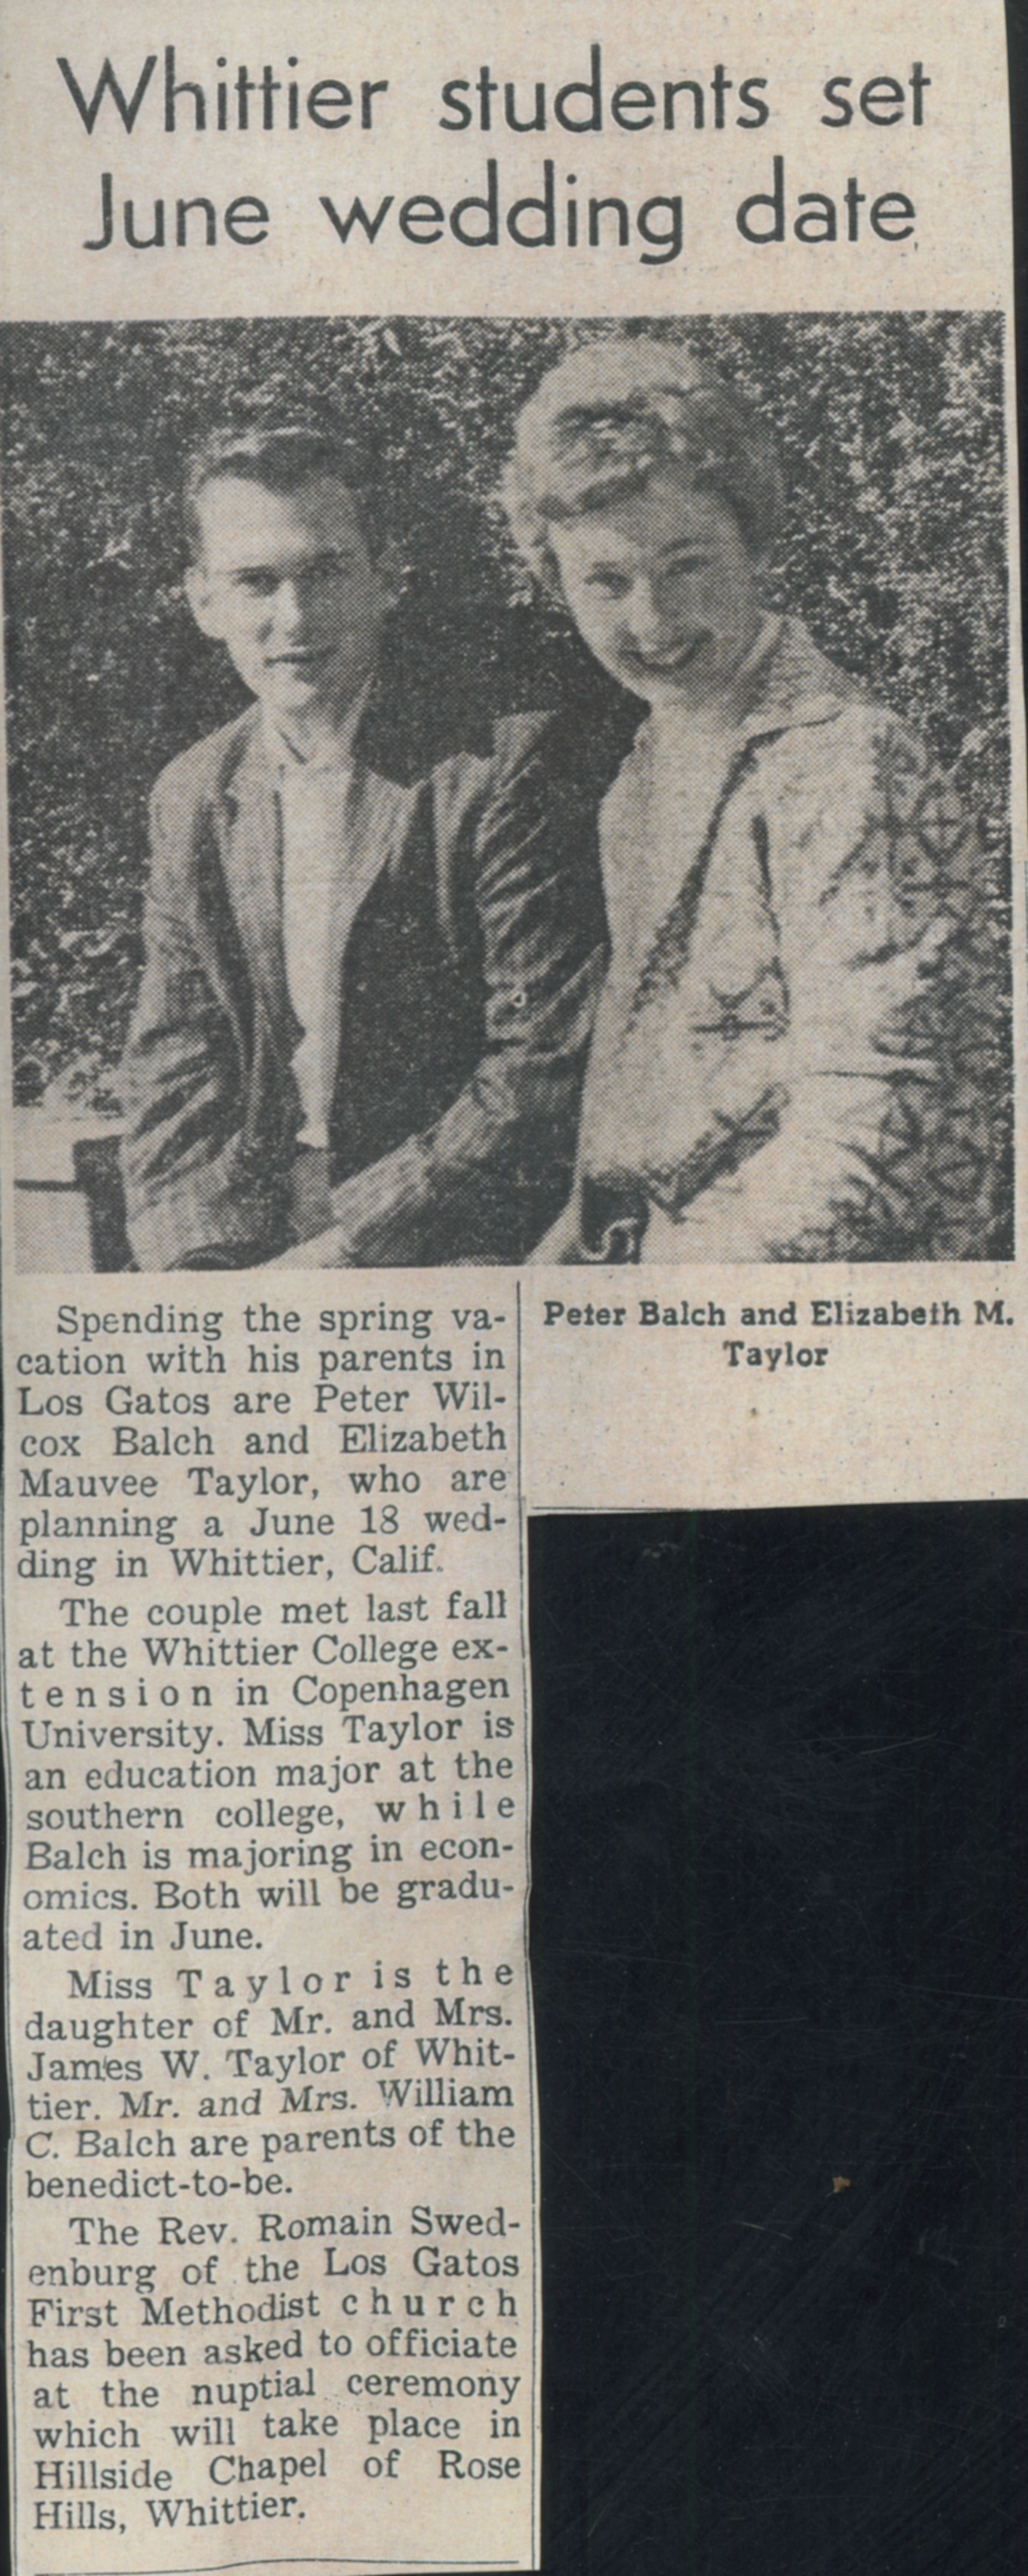 Whittier students set
June wedding date
Peter Balch and Elizabeth M.
Taylor
Spending the spring va-
cation with his parents in
Los Gatos are Peter Wil-
cox Balch and Elizabeth
Mauvee Taylor, who are
planning a June 18 wed-
ding in Whittier, Calif.
The couple met last fall
at the Whittier College ex-
tension in Copenhagen
University. Miss Taylor is
an education major at the
southern college, while
Balch is majoring in econ-
omics. Both will be gradu-
ated in June.
Miss Taylor is the
daughter of Mr. and Mrs.
James W. Taylor of Whit-
tier. Mr. and Mrs. William
C. Balch are parents of the
benedict-to-be.
The Rev. Romain Swed-
enburg of the Los Gatos
First Methodist church
has been asked to officiate
at the nuptial ceremony
which will take place in
Hillside Chapel of Rose
Hills, Whittier.